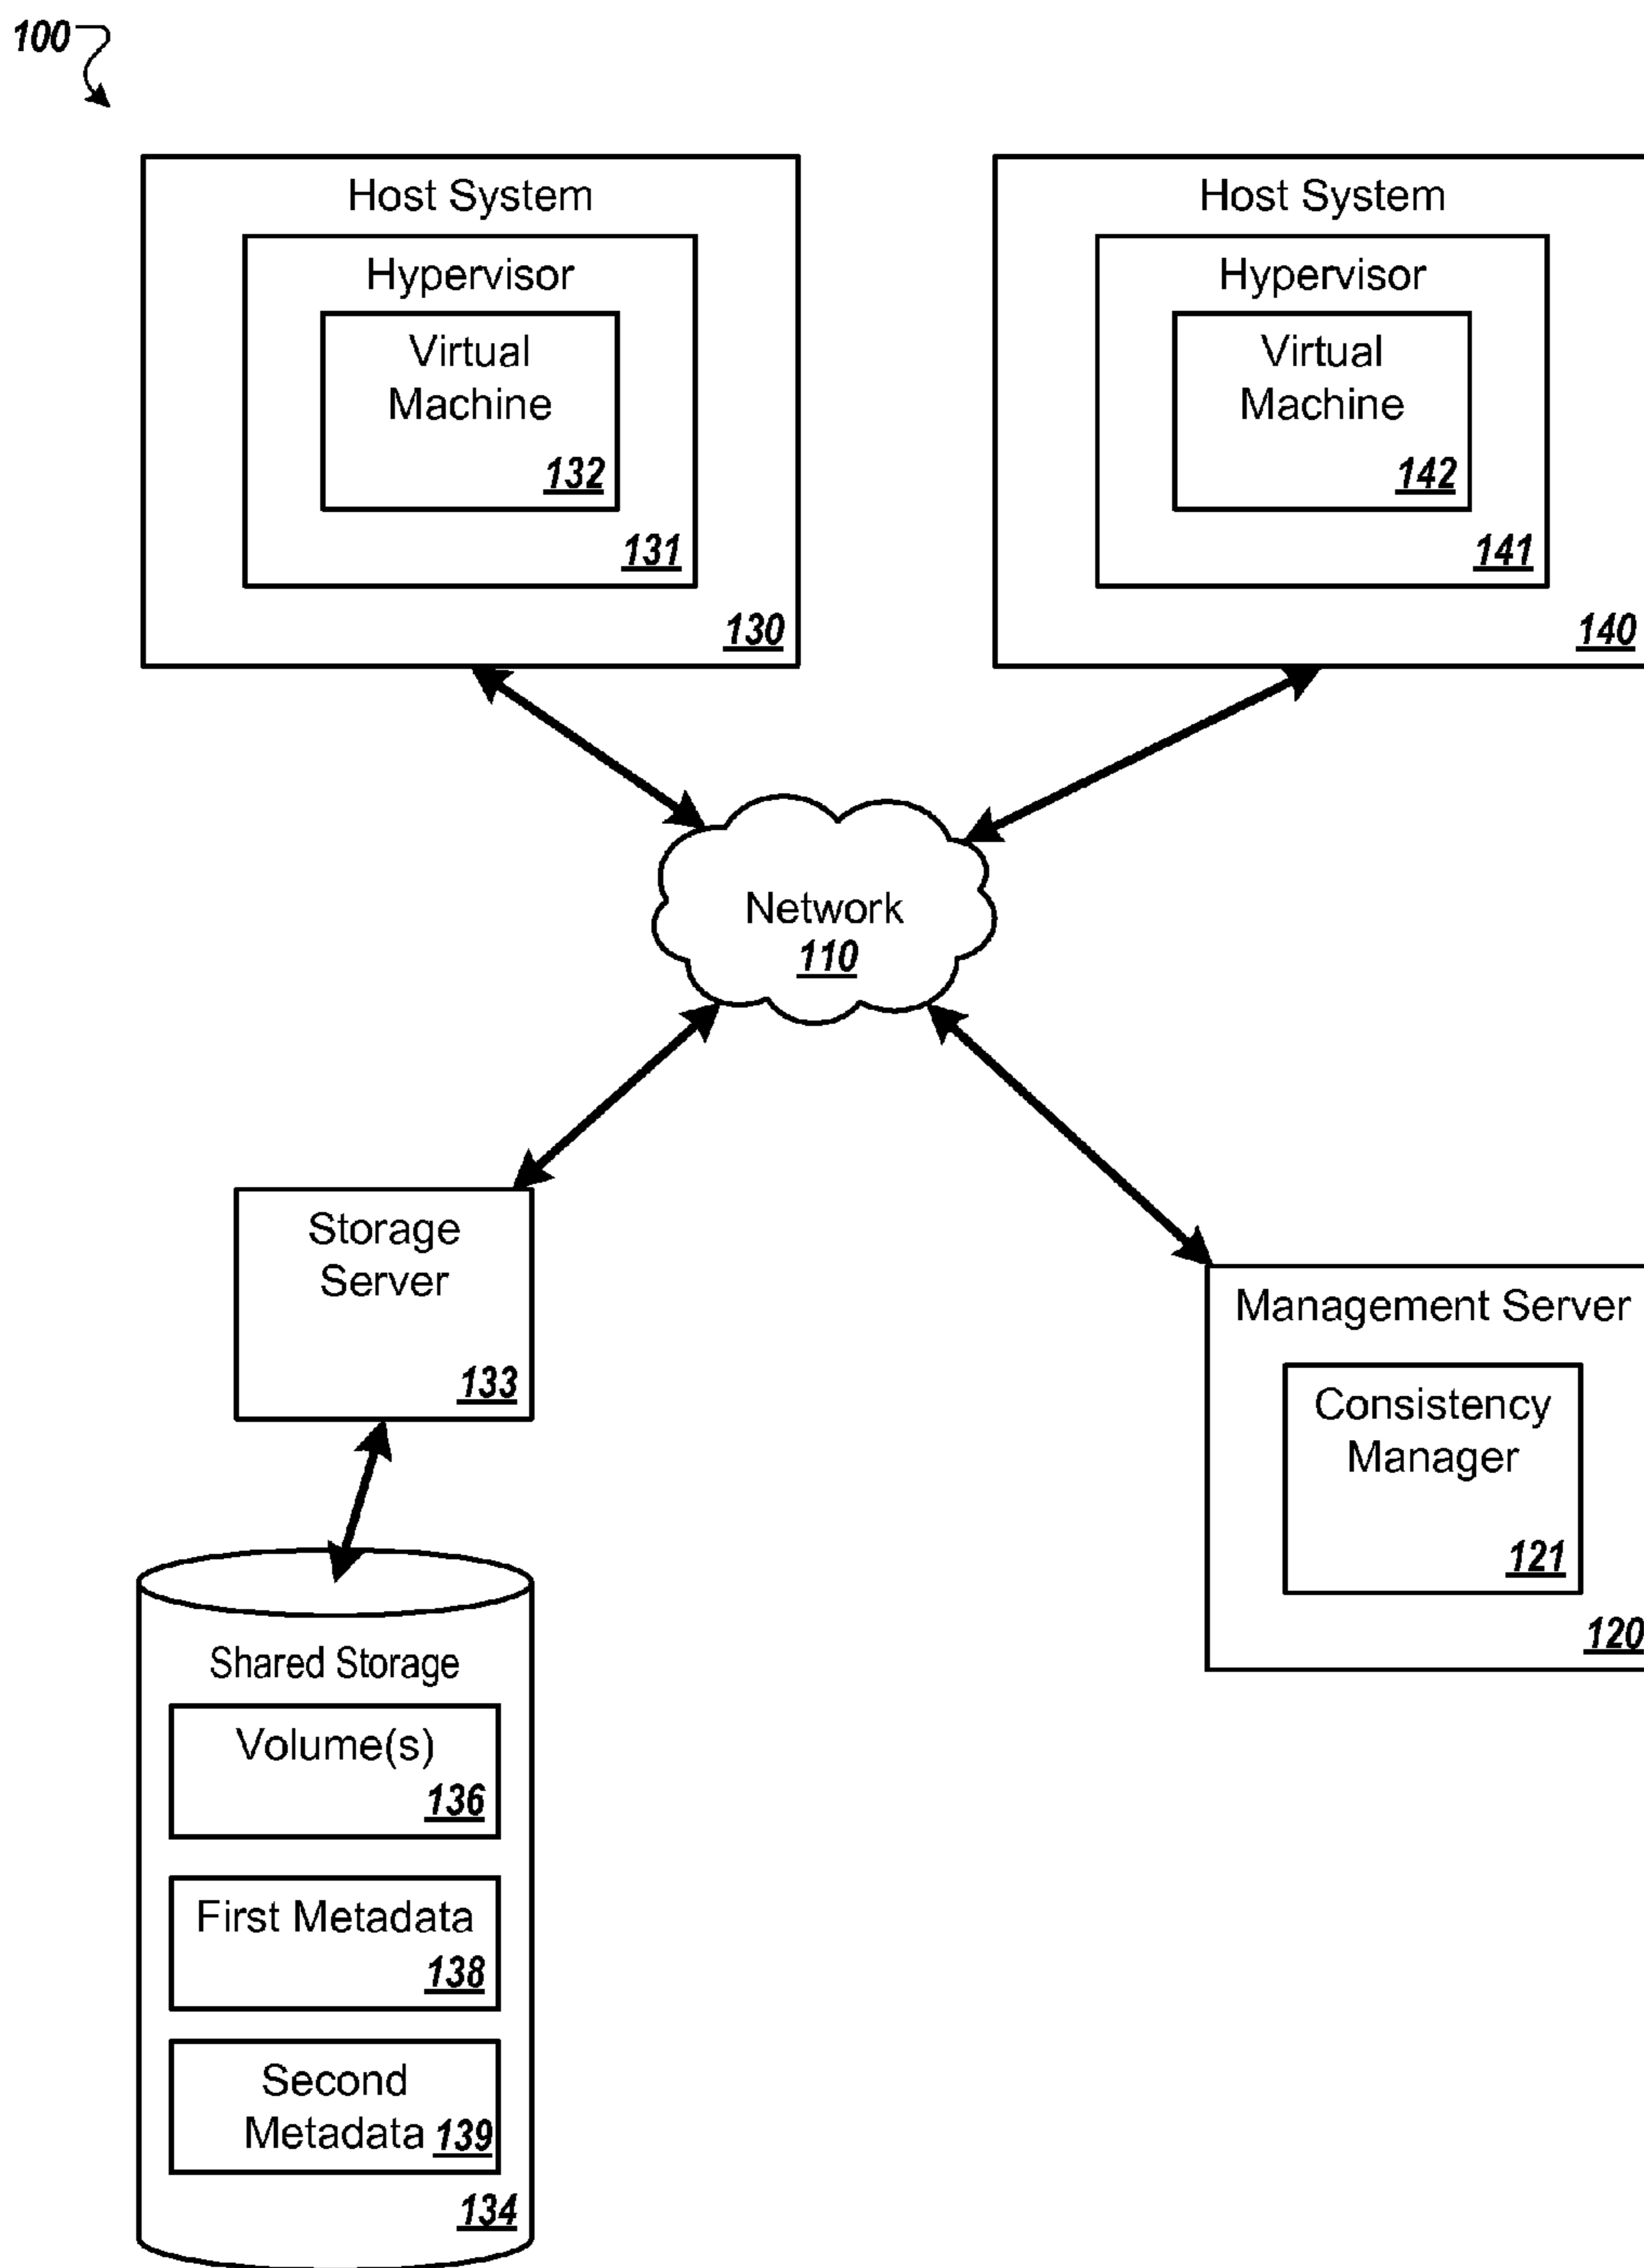 100
Host System
Hypervisor
Virtual
Machine
132
131
130
Host System
Hypervisor
Virtual
Machine
142
141
140
Network
110
Storage
Server
133
Management Server
Consistency
Manager
121
120
Shared Storage
Volume(s)
136
First Metadata
138
Second
Metadata 139
134